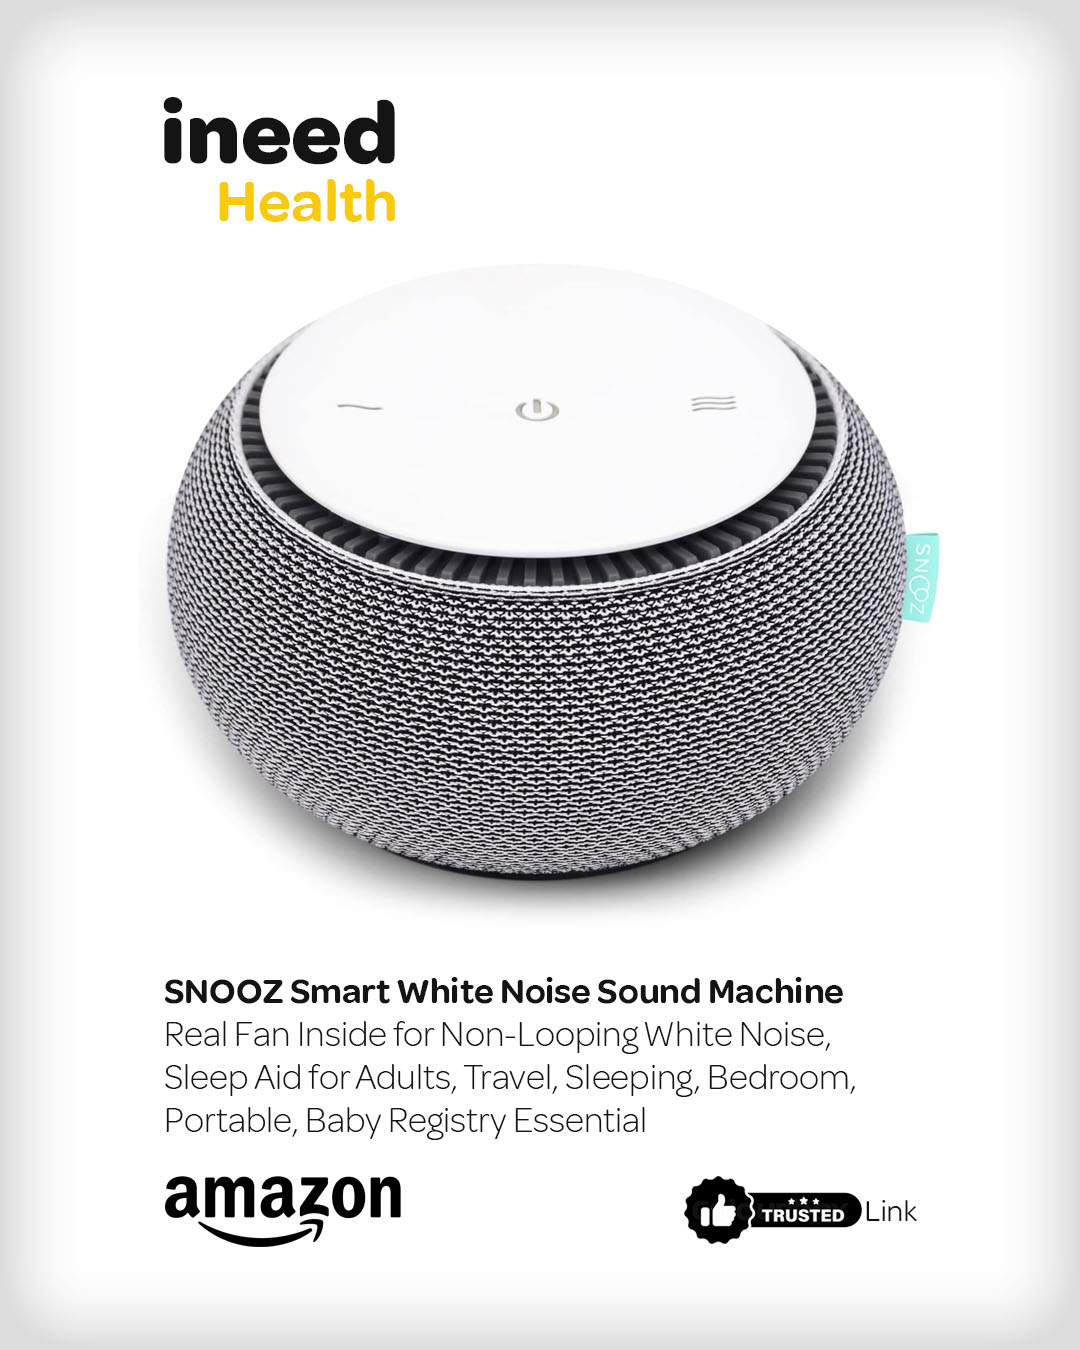 ineed
Health
SNOOZ
SNOOZ Smart White Noise Sound Machine
Real Fan Inside for Non-Looping White Noise,
Sleep Aid for Adults, Travel, Sleeping, Bedroom,
Portable, Baby Registry Essential
amazon
TRUSTED Link